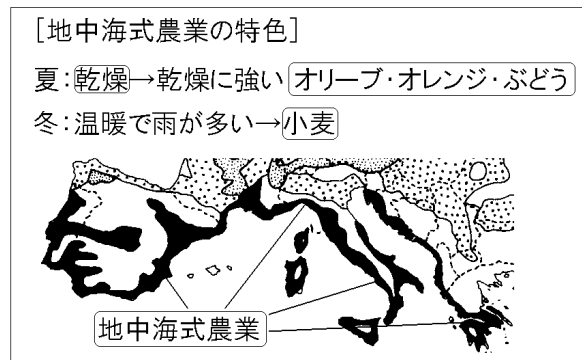 [地中海式農業の特色]
夏:乾燥→乾燥に強いオリーブ・オレンジ・ぶどう
冬:温暖で雨が多い→小麦
地中海式農業